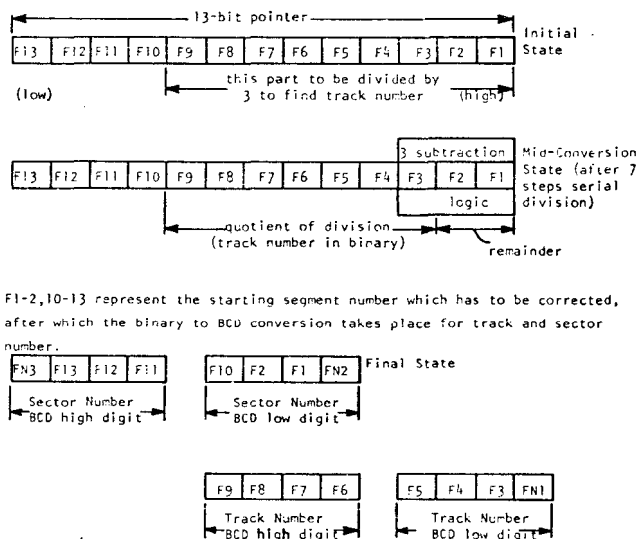 13-bit pointer
F13 F12 F11 F10 F9 F8 F7 F6 F5 F4 F3 F2 F1
Initial
State
(low)
this part to be divided by
3 to find track number
(high)
3 subtraction
F13 F12 F11 F10 F9 F8 F7 F6 F5 F4 F3 F2 F1
logic
Mid-Conversion
State (after 7
steps serial
division)
quotient of division
(track number in binary)
remainder
F1-2,10-13 represent the starting segment number which has to be corrected,
after which the binary to BCD conversion takes place for track and sector
number.
FN3 F13 F12 F11
F10 F2 F1 FN2
Final State
Sector Number
BCD high digit
Sector Number
BCD low digit
F9 F8 F7 F6
F5 F4 F3 FN1
Track Number
BCD high digit
Track Number
BCD low digit